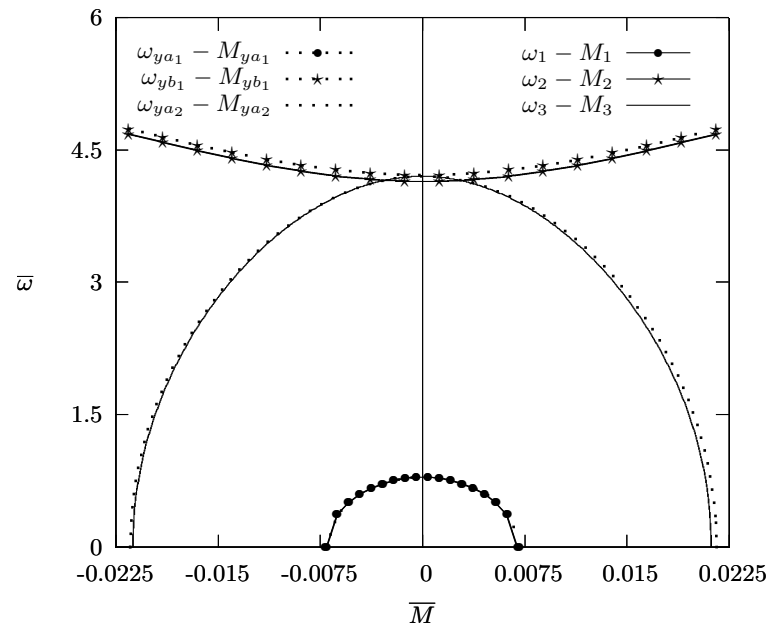 6
ω_{ya_1} − M_{ya_1}
ω_1 − M_1
ω_{yb_1} − M_{yb_1}
ω_2 − M_2
ω_{ya_2} − M_{ya_2}
ω_3 − M_3
4.5
3
ω̅
1.5
0
-0.0225 -0.015 -0.0075 0 0.0075 0.015 0.0225
M̅